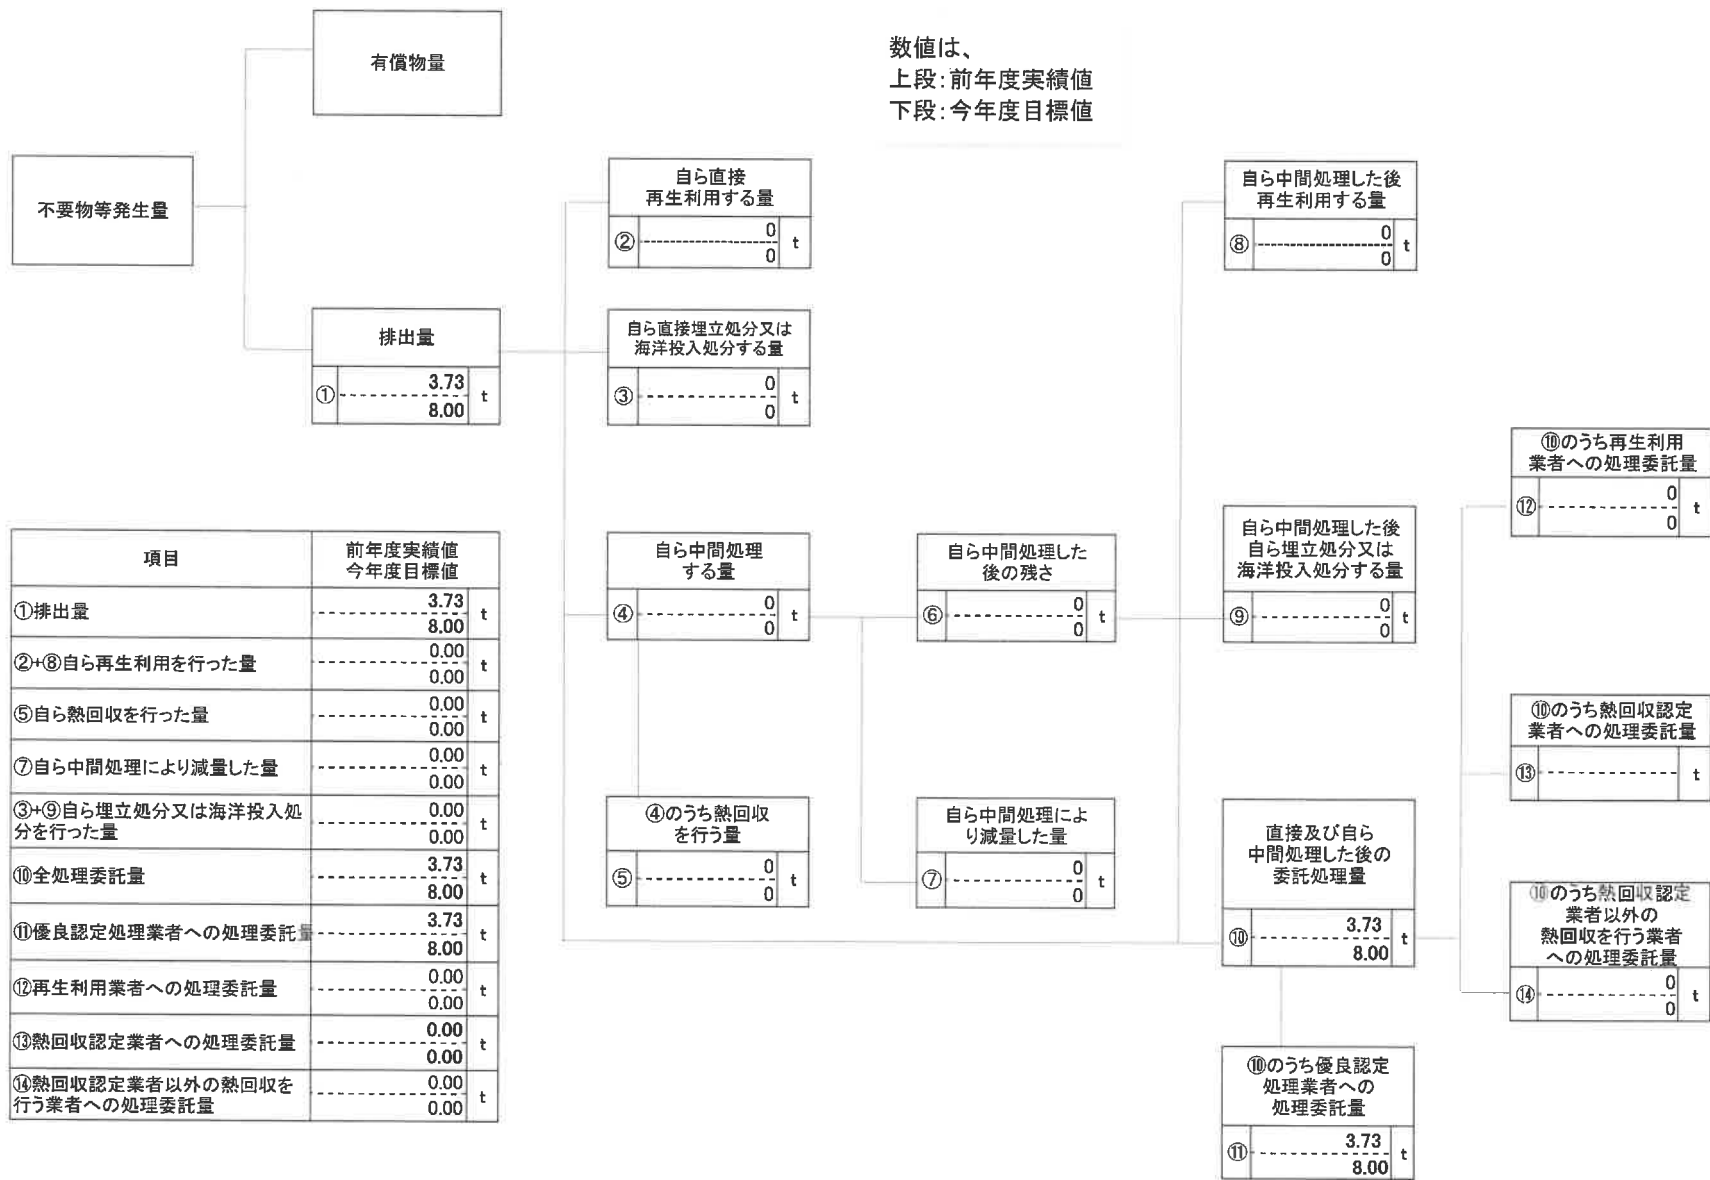 有償物量
数値は、
上段:前年度実績値
下段:今年度目標値
不要物等発生量
自ら直接
再生利用する量
② 0 t
0
自ら中間処理した後
再生利用する量
⑧ 0 t
0
排出量
① 3.73 t
8.00
自ら直接埋立処分又は
海洋投入処分する量
③ 0 t
0
⑩のうち再生利用
業者への処理委託量
⑫ 0 t
0
自ら中間処理
する量
④ 0 t
0
自ら中間処理した
後の残さ
⑥ 0 t
0
自ら中間処理した後
自ら埋立処分又は
海洋投入処分する量
⑨ 0 t
0
⑩のうち熱回収認定
業者への処理委託量
⑬ t
④のうち熱回収
を行う量
⑤ 0 t
0
自ら中間処理によ
り減量した量
⑦ 0 t
0
直接及び自ら
中間処理した後の
委託処理量
⑩ 3.73 t
8.00
⑩のうち熱回収認定
業者以外の
熱回収を行う業者
への処理委託量
⑭ 0 t
0
⑩のうち優良認定
処理業者への
処理委託量
⑪ 3.73 t
8.00
項目 前年度実績値
今年度目標値
①排出量 3.73 t
8.00
②+⑧自ら再生利用を行った量 0.00 t
0.00
⑤自ら熱回収を行った量 0.00 t
0.00
⑦自ら中間処理により減量した量 0.00 t
0.00
③+⑨自ら埋立処分又は海洋投入処 0.00 t
分を行った量 0.00
⑩全処理委託量 3.73 t
8.00
⑪優良認定処理業者への処理委託量 3.73 t
8.00
⑫再生利用業者への処理委託量 0.00 t
0.00
⑬熱回収認定業者への処理委託量 0.00 t
0.00
⑭熱回収認定業者以外の熱回収を 0.00 t
行う業者への処理委託量 0.00